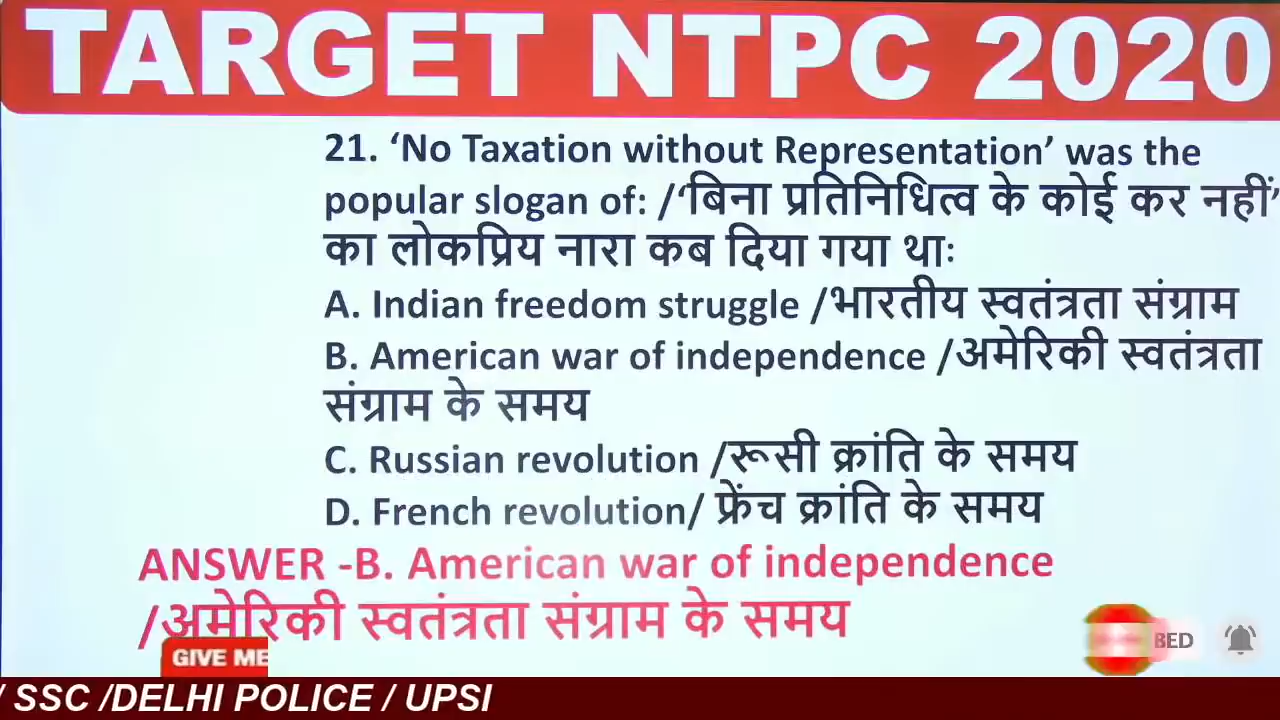 TARGET NTPC 2020
21. ‘No Taxation without Representation’ was the
popular slogan of: /‘बिना प्रतिनिधित्व के कोई कर नहीं’
का लोकप्रिय नारा कब दिया गया थाः
A. Indian freedom struggle /भारतीय स्वतंत्रता संग्राम
B. American war of independence /अमेरिकी स्वतंत्रता
संग्राम के समय
C. Russian revolution /रूसी क्रांति के समय
D. French revolution/ फ्रेंच क्रांति के समय
ANSWER -B. American war of independence
/अमेरिकी स्वतंत्रता संग्राम के समय
GIVE ME
BED
/ SSC /DELHI POLICE / UPSI